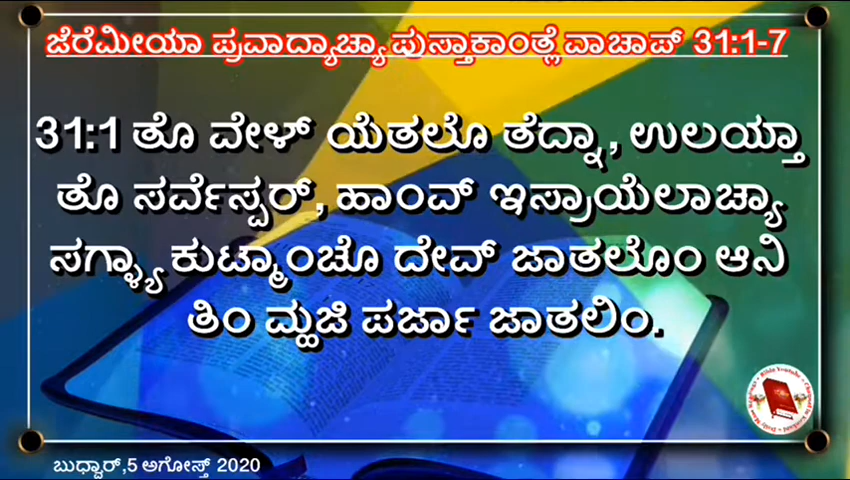 ಜೆರೆಮೀಯಾ ಪ್ರವಾದ್ಯಾಚ್ಯಾ ಪುಸ್ತಾಕಾಂತ್ಲೆ ವಾಚಾಪ್ 31:1-7
31:1 ತೊ ವೇಳ್ ಯೆತಲೊ ತೆದ್ನಾ, ಉಲಯ್ತಾ
ತೊ ಸರ್ವೆಸ್ಪರ್, ಹಾಂವ್ ಇಸ್ರಾಯೆಲಾಚ್ಯಾ
ಸಗ್ಳ್ಯಾ ಕುಟ್ಮಾಂಚೊ ದೇವ್ ಜಾತಲೊಂ ಆನಿ
ತಿಂ ಮ್ಹಜಿ ಪರ್ಜಾ ಜಾತಲಿಂ.
ಬುಧ್ವಾರ್,5 ಅಗೋಸ್ತ್ 2020